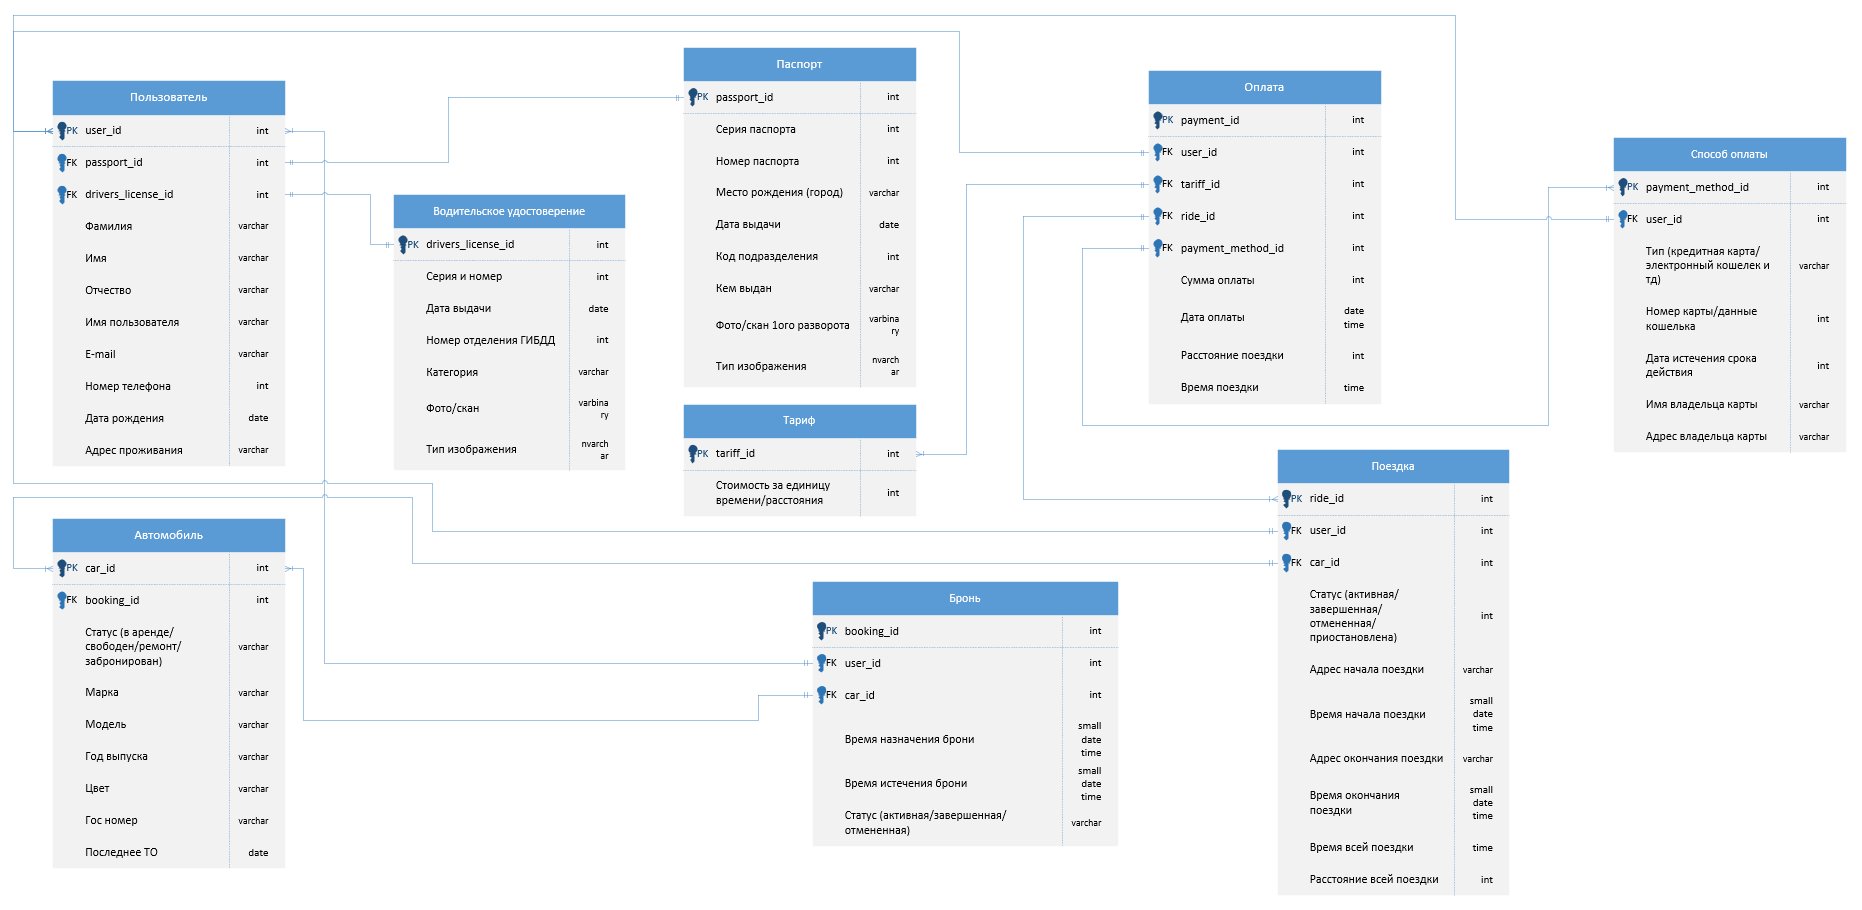 Пользователь
PK user_id int
FK passport_id int
FK drivers_license_id int
Фамилия varchar
Имя varchar
Отчество varchar
Имя пользователя varchar
E-mail varchar
Номер телефона int
Дата рождения date
Адрес проживания varchar
Водительское удостоверение
PK drivers_license_id int
Серия и номер int
Дата выдачи date
Номер отделения ГИБДД int
Категория varchar
Фото/скан varbina
ry
Тип изображения nvarch
ar
Паспорт
PK passport_id int
Серия паспорта int
Номер паспорта int
Место рождения (город) varchar
Дата выдачи date
Код подразделения int
Кем выдан varchar
Фото/скан 1ого разворота varbina
ry
Тип изображения nvarch
ar
Тариф
PK tariff_id int
Стоимость за единицу
времени/расстояния int
Оплата
PK payment_id int
FK user_id int
FK tariff_id int
FK ride_id int
FK payment_method_id int
Сумма оплаты int
Дата оплаты date
time
Расстояние поездки int
Время поездки time
Способ оплаты
PK payment_method_id int
FK user_id int
Тип (кредитная карта/
электронный кошелек и varchar
тд)
Номер карты/данные
кошелька int
Дата истечения срока
действия int
Имя владельца карты varchar
Адрес владельца карты varchar
Автомобиль
PK car_id int
FK booking_id int
Статус (в аренде/
свободен/ремонт/ varchar
забронирован)
Марка varchar
Модель varchar
Год выпуска varchar
Цвет varchar
Гос номер varchar
Последнее ТО date
Бронь
PK booking_id int
FK user_id int
FK car_id int
small
Время назначения брони date
time
small
Время истечения брони date
time
Статус (активная/завершенная/
отмененная) varchar
Поездка
PK ride_id int
FK user_id int
FK car_id int
Статус (активная/
завершенная/
отмененная/ int
приостановлена)
Адрес начала поездки varchar
small
Время начала поездки date
time
Адрес окончания поездки varchar
small
Время окончания date
поездки time
Время всей поездки time
Расстояние всей поездки int